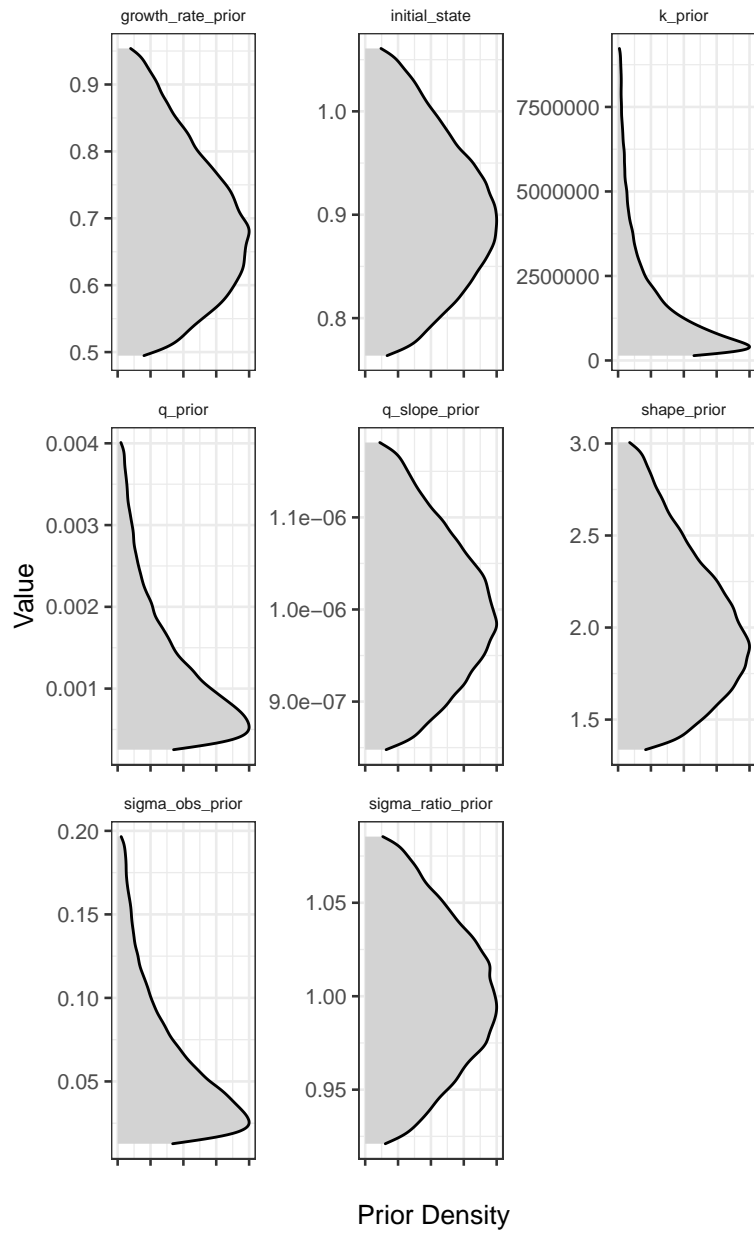 growth_rate_prior
initial_state
k_prior
0.9
0.8
0.7
0.6
0.5
1.0
0.9
0.8
7500000
5000000
2500000
0
q_prior
q_slope_prior
shape_prior
0.004
0.003
0.002
0.001
1.1e−06
1.0e−06
9.0e−07
3.0
2.5
2.0
1.5
Value
sigma_obs_prior
sigma_ratio_prior
0.20
0.15
0.10
0.05
1.05
1.00
0.95
Prior Density